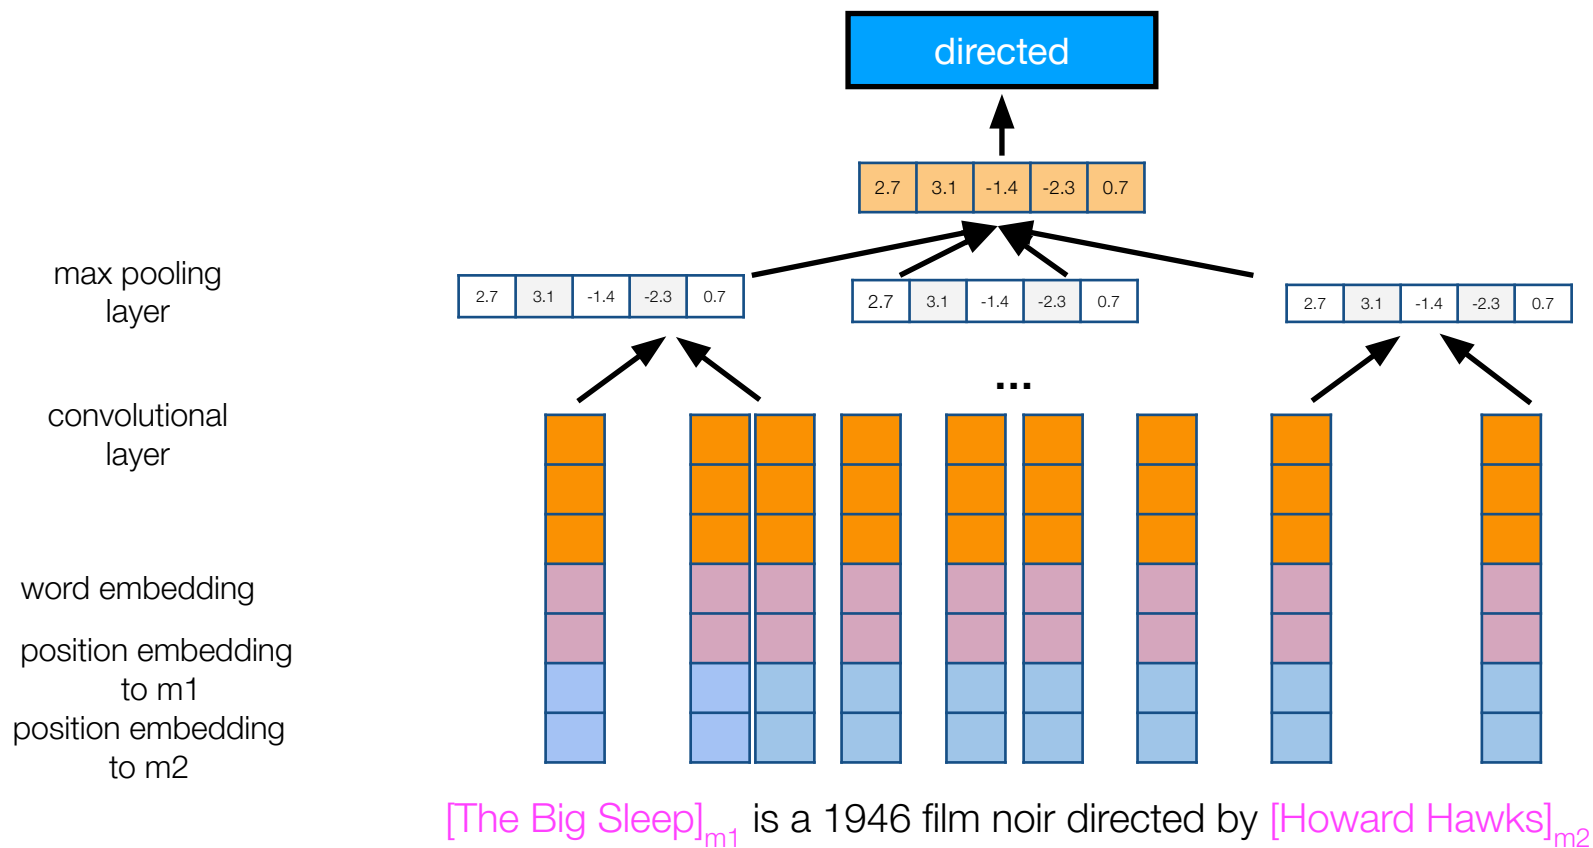 directed
2.7 3.1 -1.4 -2.3 0.7
max pooling
layer
2.7 3.1 -1.4 -2.3 0.7
2.7 3.1 -1.4 -2.3 0.7
2.7 3.1 -1.4 -2.3 0.7
...
convolutional
layer
word embedding
position embedding
to m1
position embedding
to m2
[The Big Sleep]m1 is a 1946 film noir directed by [Howard Hawks]m2